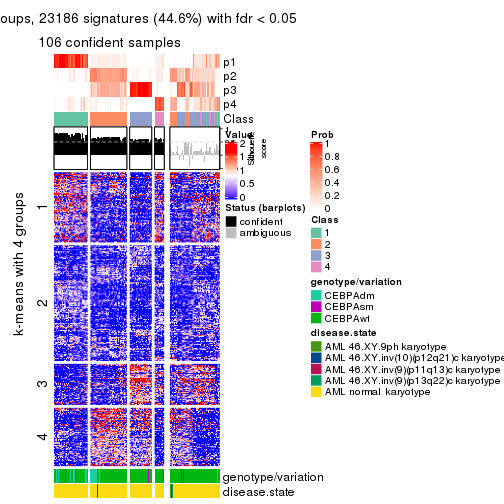 oups, 23186 signatures (44.6%) with fdr < 0.05
106 confident samples
p1
p2
p3
p4
Class
Silhouette
score
k-means with 4 groups
1
2
3
4
genotype/variation
disease.state
Value
2
1.5
1
0.5
0
Status (barplots)
confident
ambiguous
Prob
1
0.8
0.6
0.4
0.2
0
Class
1
2
3
4
genotype/variation
CEBPAdm
CEBPAsm
CEBPAwt
disease.state
AML 46.XY.9ph karyotype
AML 46.XY.inv(10)(p12q21)c karyotype
AML 46.XY.inv(9)(p11q13)c karyotype
AML 46.XY.inv(9)(p13q22)c karyotype
AML normal karyotype